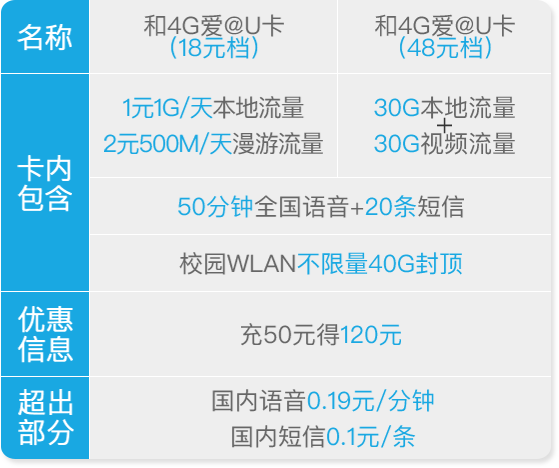 名称
和4G爱@U卡
(18元档)
和4G爱@U卡
(48元档)
卡内
包含
1元1G/天本地流量
2元500M/天漫游流量
30G本地流量
+
30G视频流量
50分钟全国语音+20条短信
校园WLAN不限量40G封顶
优惠
信息
充50元得120元
超出
部分
国内语音0.19元/分钟
国内短信0.1元/条